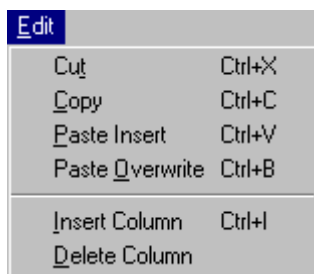 Edit
Cut Ctrl+X
Copy Ctrl+C
Paste Insert Ctrl+V
Paste Overwrite Ctrl+B
Insert Column Ctrl+I
Delete Column